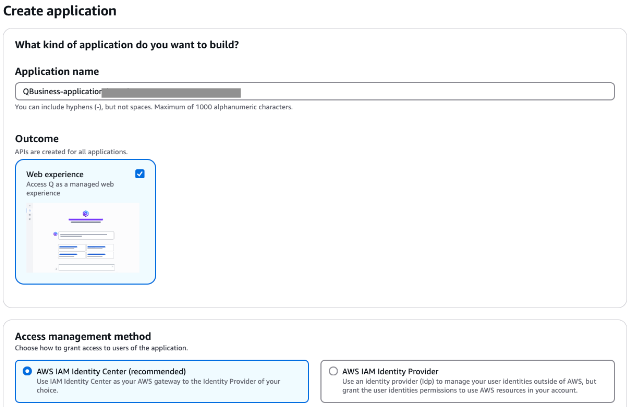 Create application
What kind of application do you want to build?
Application name
QBusiness-application
You can include hyphens (-), but not spaces. Maximum of 1000 alphanumeric characters.
Outcome
APIs are created for all applications.
Web experience
Access Q as a managed web
experience
Access management method
Choose how to grant access to users of the application.
AWS IAM Identity Center (recommended)
Use IAM Identity Center as your AWS gateway to the Identity Provider of your
choice.
AWS IAM Identity Provider
Use an identity provider (idp) to manage your user identities outside of AWS, but
grant the user identities permissions to use AWS resources in your account.